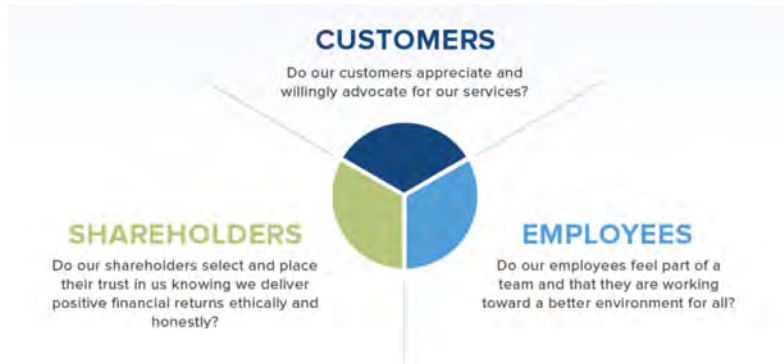 CUSTOMERS
Do our customers appreciate and
willingly advocate for our services?
SHAREHOLDERS
Do our shareholders select and place
their trust in us knowing we deliver
positive financial returns ethically and
honestly?
EMPLOYEES
Do our employees feel part of a
team and that they are working
toward a better environment for all?